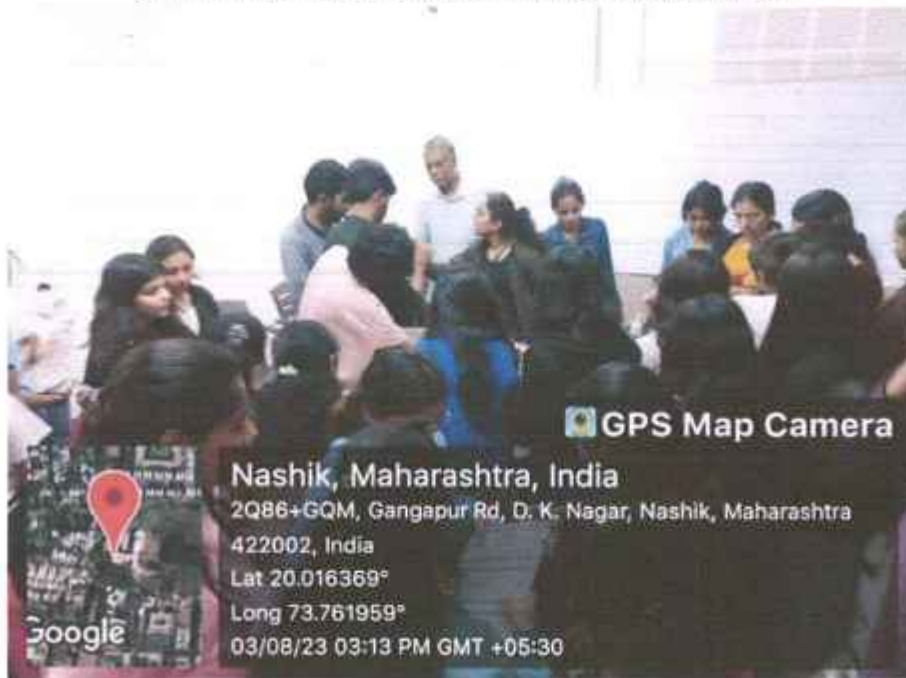 GPS Map Camera
Nashik, Maharashtra, India
2Q86+GQM, Gangapur Rd, D. K. Nagar, Nashik, Maharashtra
422002, India
Lat 20.016369°
Long 73.761959°
03/08/23 03:13 PM GMT +05:30
Google